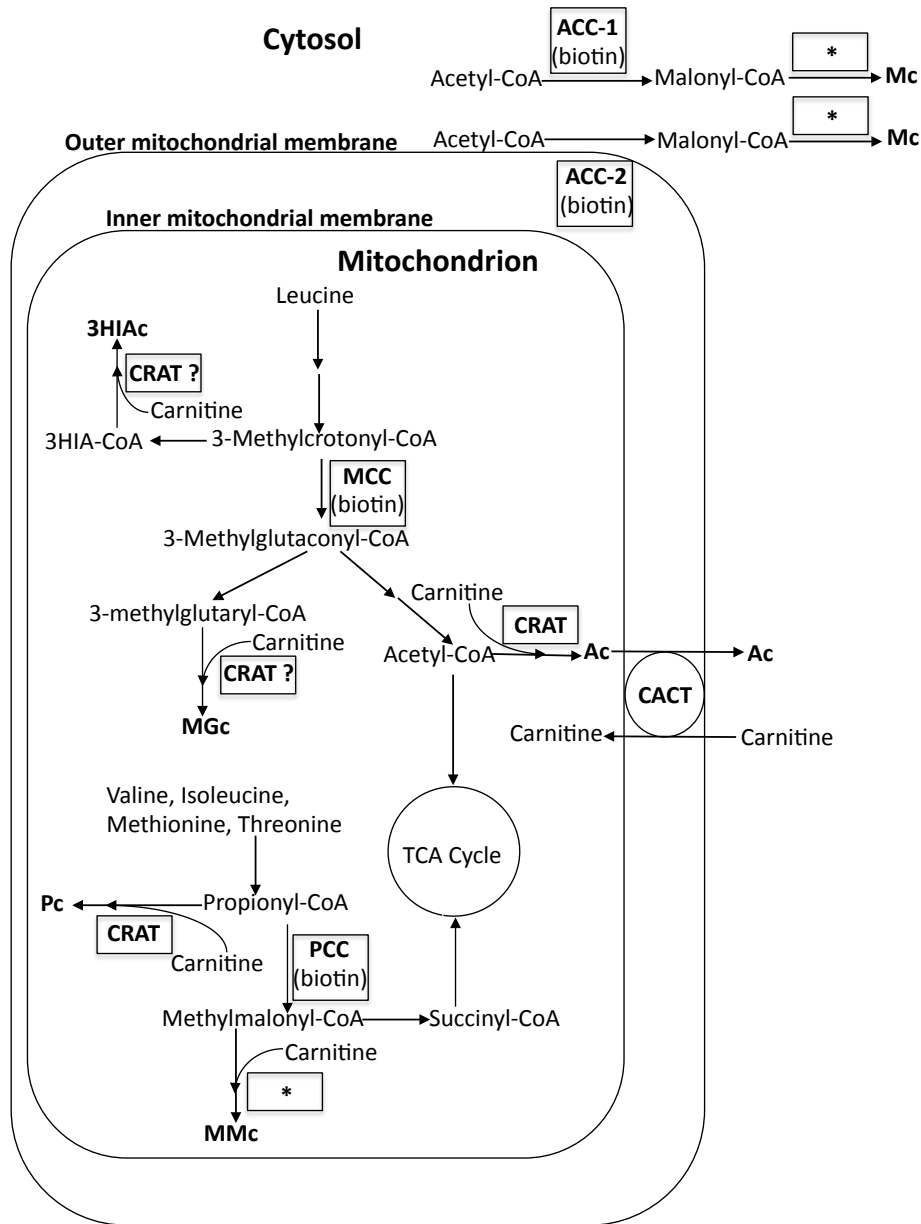 Cytosol
ACC-1
(biotin)
*
Acetyl-CoA
Malonyl-CoA
Mc
*
Outer mitochondrial membrane
Acetyl-CoA
Malonyl-CoA
Mc
ACC-2
(biotin)
Inner mitochondrial membrane
Mitochondrion
Leucine
3HIAc
CRAT ?
Carnitine
3HIA-CoA
3-Methylcrotonyl-CoA
MCC
(biotin)
3-Methylglutaconyl-CoA
Carnitine
3-methylglutaryl-CoA
CRAT
Carnitine
Acetyl-CoA
Ac
Ac
CRAT ?
CACT
MGc
Carnitine
Carnitine
Valine, Isoleucine,
Methionine, Threonine
TCA Cycle
Pc
Propionyl-CoA
CRAT
Carnitine
PCC
(biotin)
Methylmalonyl-CoA
Succinyl-CoA
Carnitine
*
MMc